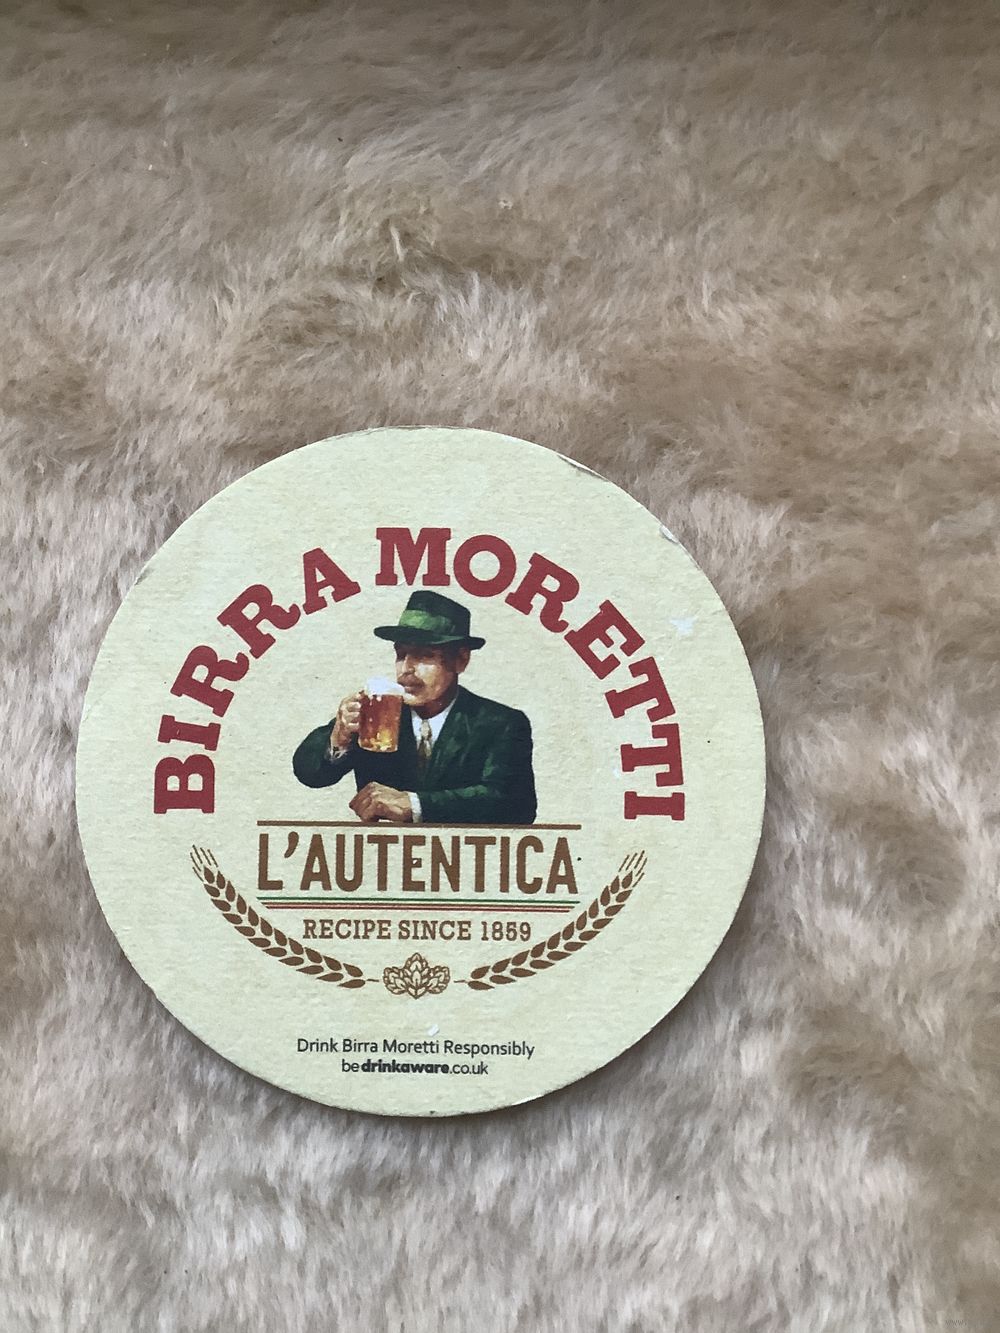 BIRRA MORETTI
L'AUTENTICA
RECIPE SINCE 1859
Drink Birra Moretti Responsibly
bedrinkaware.co.uk